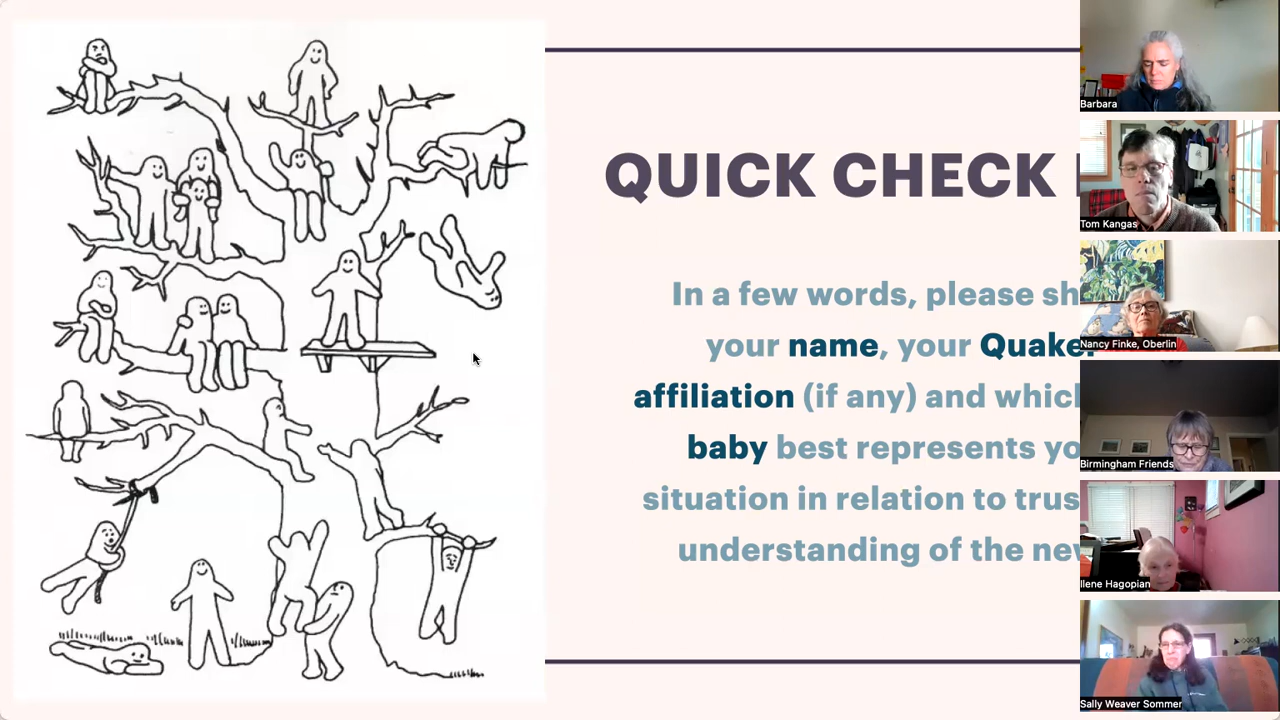 QUICK CHECK
In a few words, please sh
your name, your Quaker
affiliation (if any) and which
baby best represents yo
situation in relation to trus
understanding of the new
Barbara
Tom Kangas
Nancy Finke, Oberlin
Birmingham Friends
Ilene Hagopian
Sally Weaver Sommer